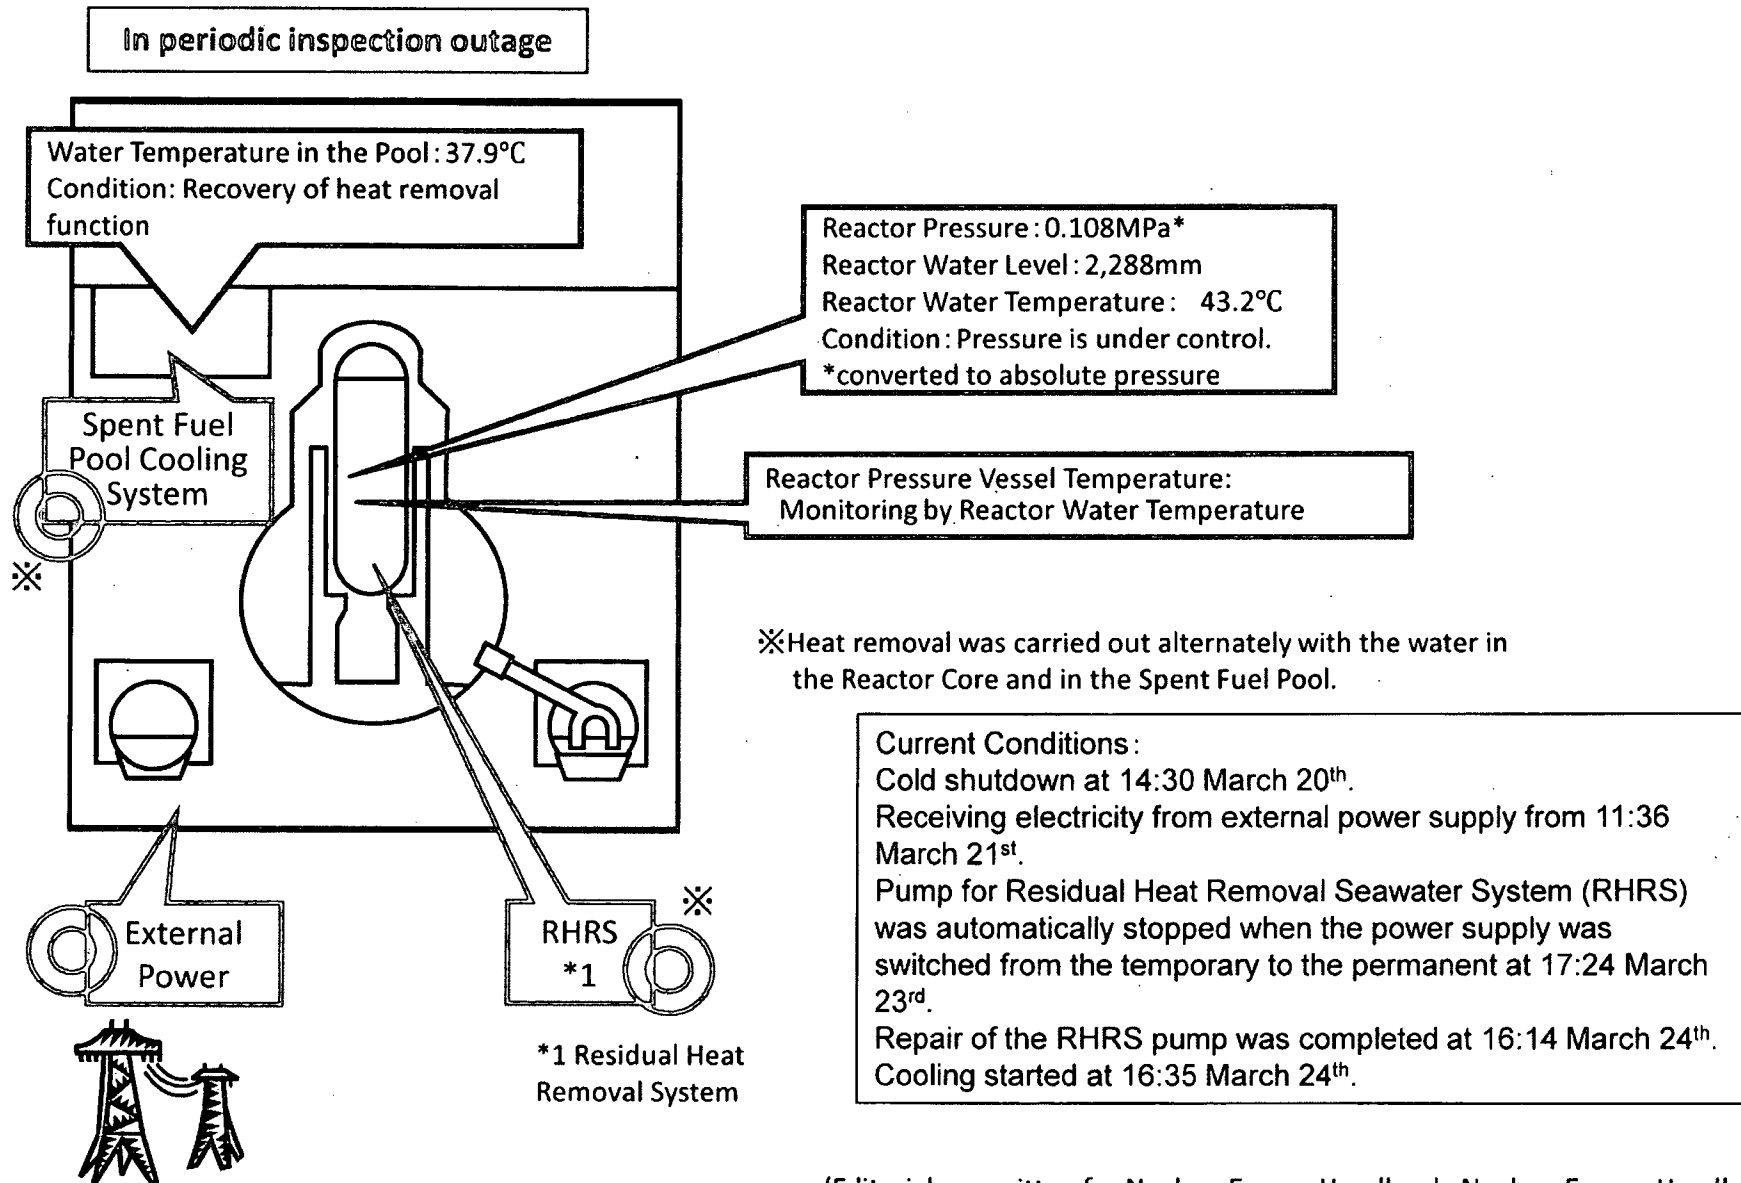 In periodic inspection outage
Water Temperature in the Pool : 37.9℃
Condition: Recovery of heat removal
function
Reactor Pressure : 0.108MPa*
Reactor Water Level : 2,288mm
Reactor Water Temperature : 43.2℃
Condition : Pressure is under control.
*converted to absolute pressure
Spent Fuel
Pool Cooling
System
※
Reactor Pressure Vessel Temperature:
Monitoring by Reactor Water Temperature
※Heat removal was carried out alternately with the water in
the Reactor Core and in the Spent Fuel Pool.
Current Conditions :
Cold shutdown at 14:30 March 20th.
Receiving electricity from external power supply from 11:36
March 21st.
Pump for Residual Heat Removal Seawater System (RHRS)
was automatically stopped when the power supply was
switched from the temporary to the permanent at 17:24 March
23rd.
Repair of the RHRS pump was completed at 16:14 March 24th.
Cooling started at 16:35 March 24th.
External
Power
※
RHRS
*1
*1 Residual Heat
Removal System